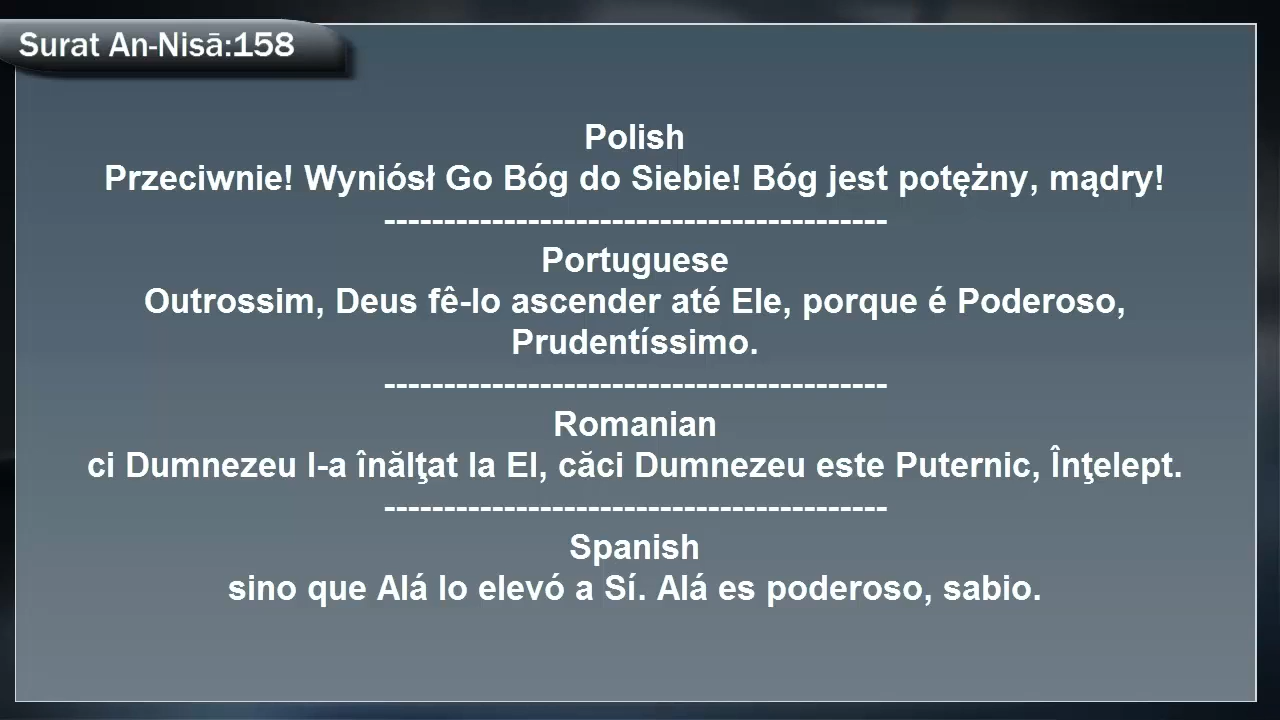 Surat An-Nisā:158
Polish
Przeciwnie! Wyniósł Go Bóg do Siebie! Bóg jest potężny, mądry!
------------------------------------------
Portuguese
Outrossim, Deus fê-lo ascender até Ele, porque é Poderoso,
Prudentíssimo.
------------------------------------------
Romanian
ci Dumnezeu l-a înălţat la El, căci Dumnezeu este Puternic, Înţelept.
------------------------------------------
Spanish
sino que Alá lo elevó a Sí. Alá es poderoso, sabio.